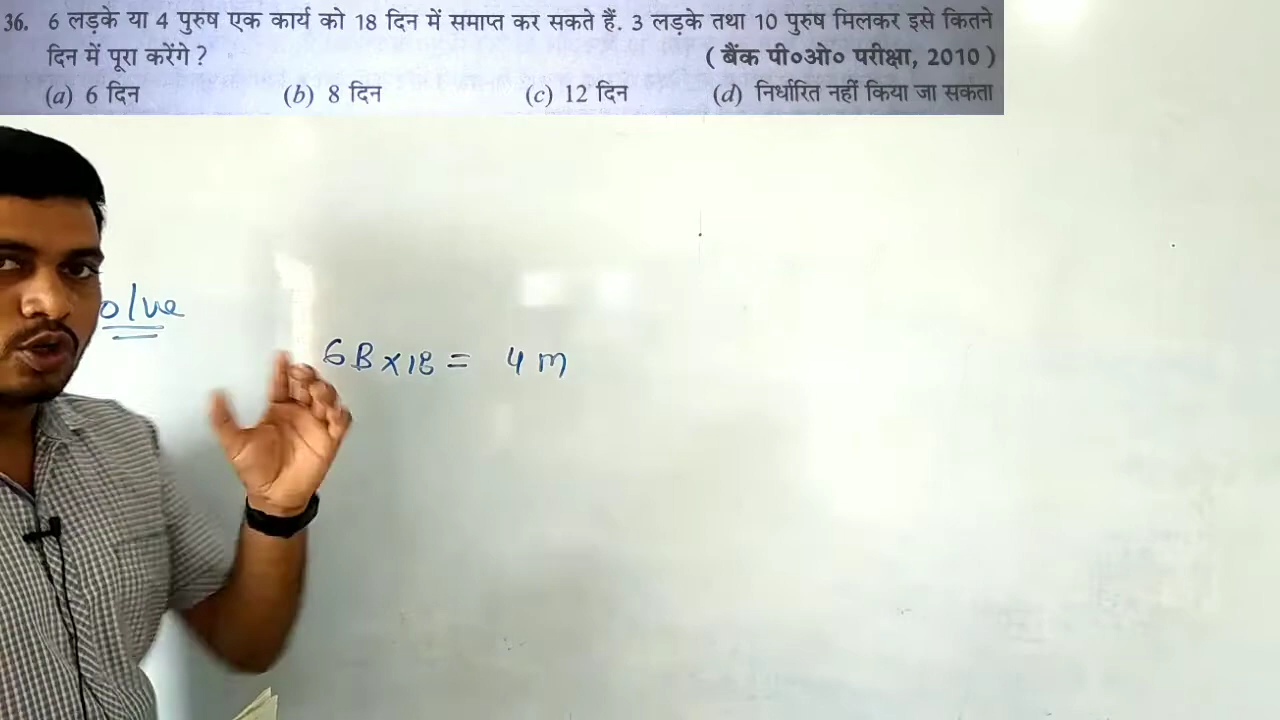 36. 6 लड़के या 4 पुरुष एक कार्य को 18 दिन में समाप्त कर सकते हैं. 3 लड़के तथा 10 पुरुष मिलकर इसे कितने
दिन में पूरा करेंगे ? ( बैंक पी०ओ० परीक्षा, 2010 )
(a) 6 दिन (b) 8 दिन (c) 12 दिन (d) निर्धारित नहीं किया जा सकता
olve
6B×18 = 4 m